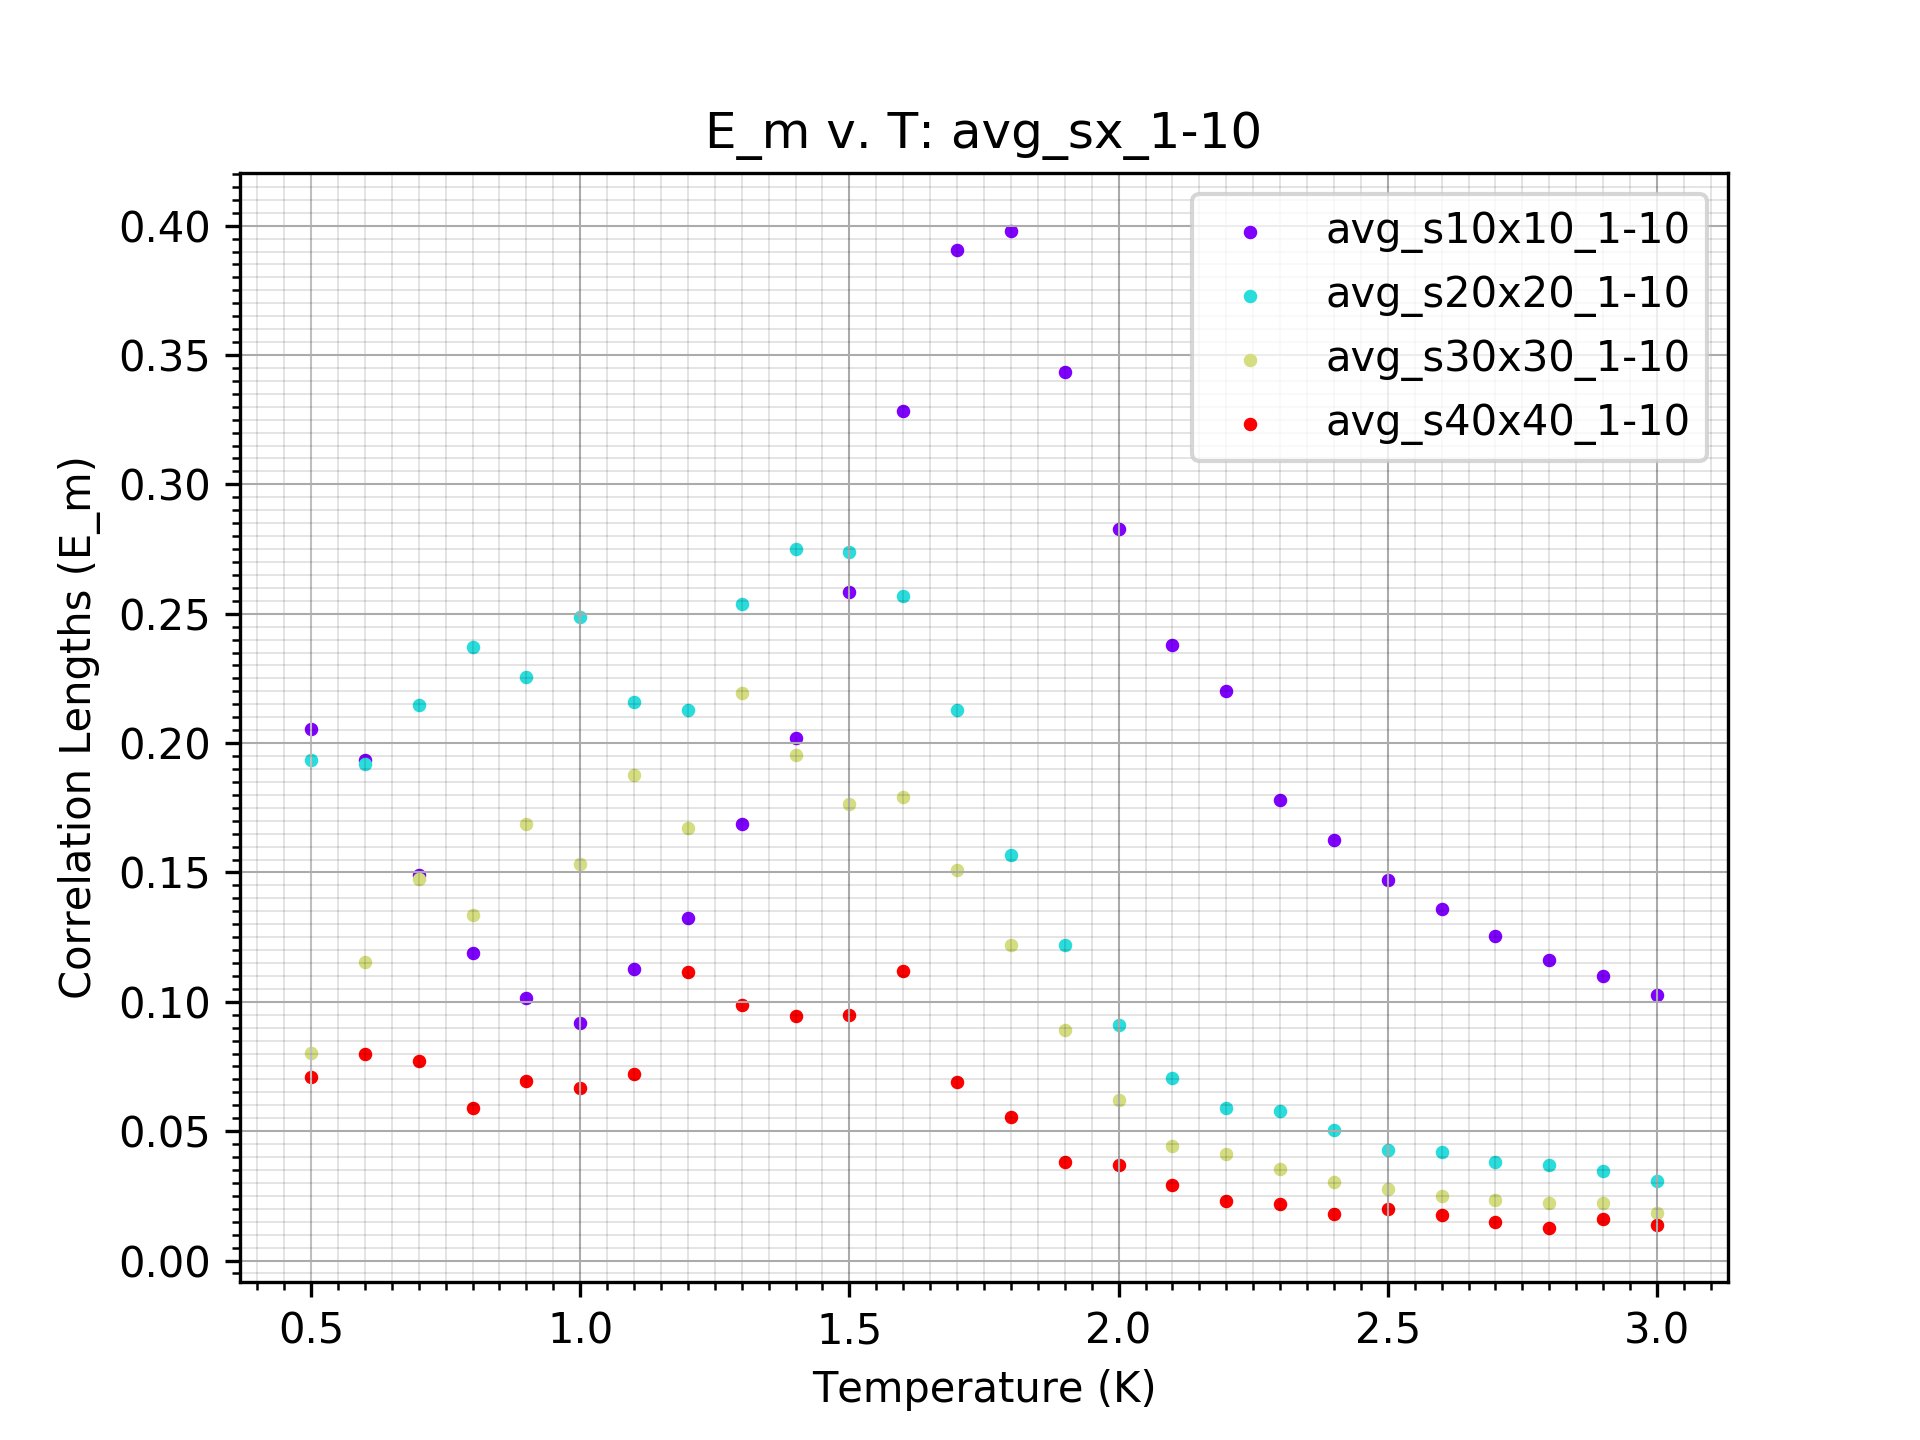 E_m v. T: avg_sx_1-10
avg_s10x10_1-10
avg_s20x20_1-10
avg_s30x30_1-10
avg_s40x40_1-10
Correlation Lengths (E_m)
0.40
0.35
0.30
0.25
0.20
0.15
0.10
0.05
0.00
0.5 1.0 1.5 2.0 2.5 3.0
Temperature (K)